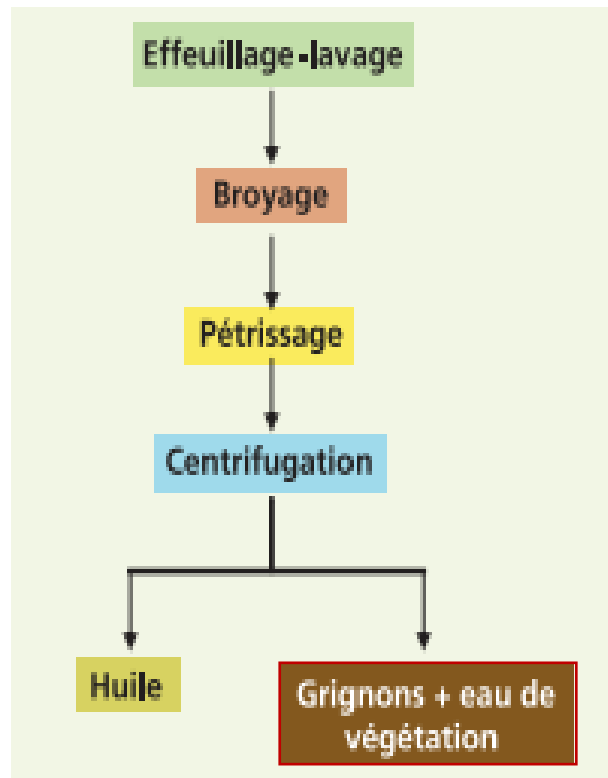 Effeuillage-lavage
Broyage
Pétrissage
Centrifugation
Huile
Grignons + eau de
végétation